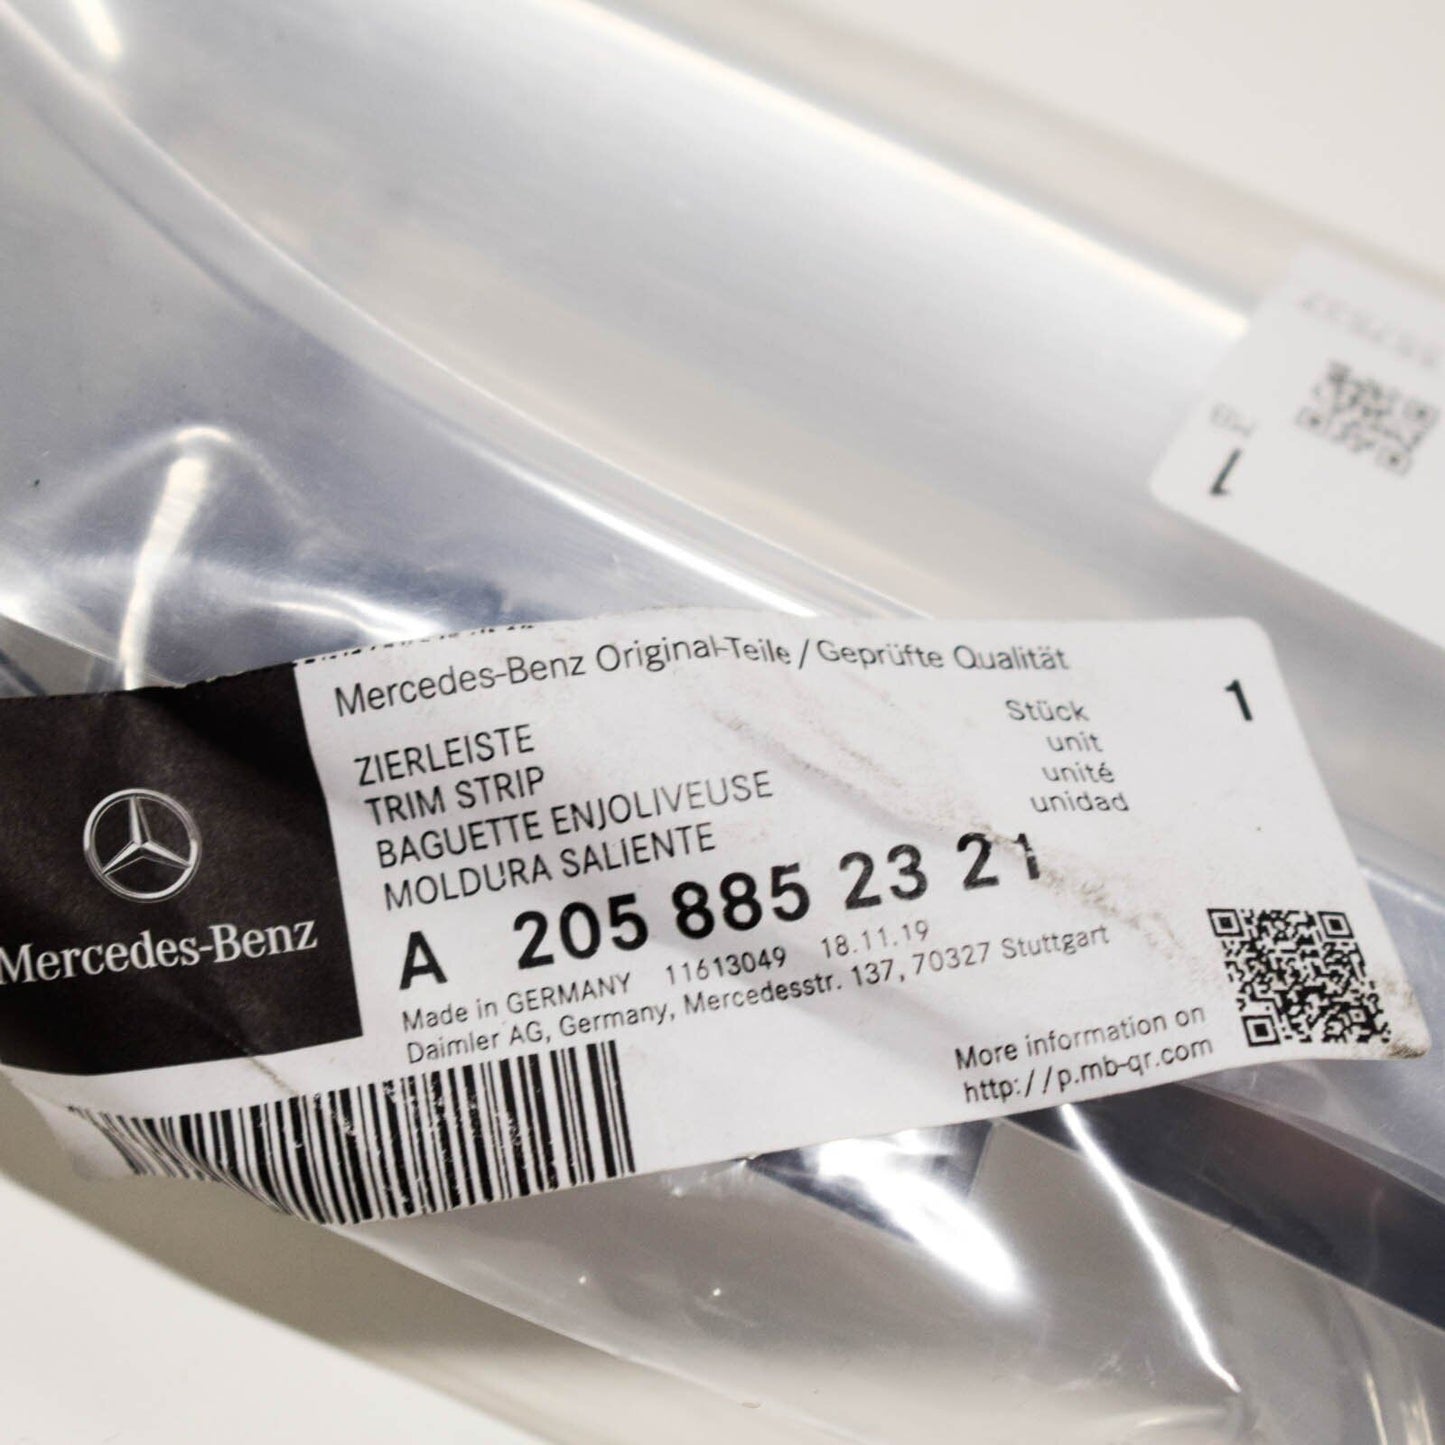 Mercedes-Benz Original-Teile / Geprüfte Qualität
ZIERLEISTE
TRIM STRIP
BAGUETTE ENJOLIVEUSE
MOLDURA SALIENTE
Stück 1
unit
unité
unidad
A 205 885 23 21
Made in GERMANY 11613049 18.11.19
Daimler AG, Germany, Mercedesstr. 137, 70327 Stuttgart
More information on
http://p.mb-qr.com
Mercedes-Benz
1